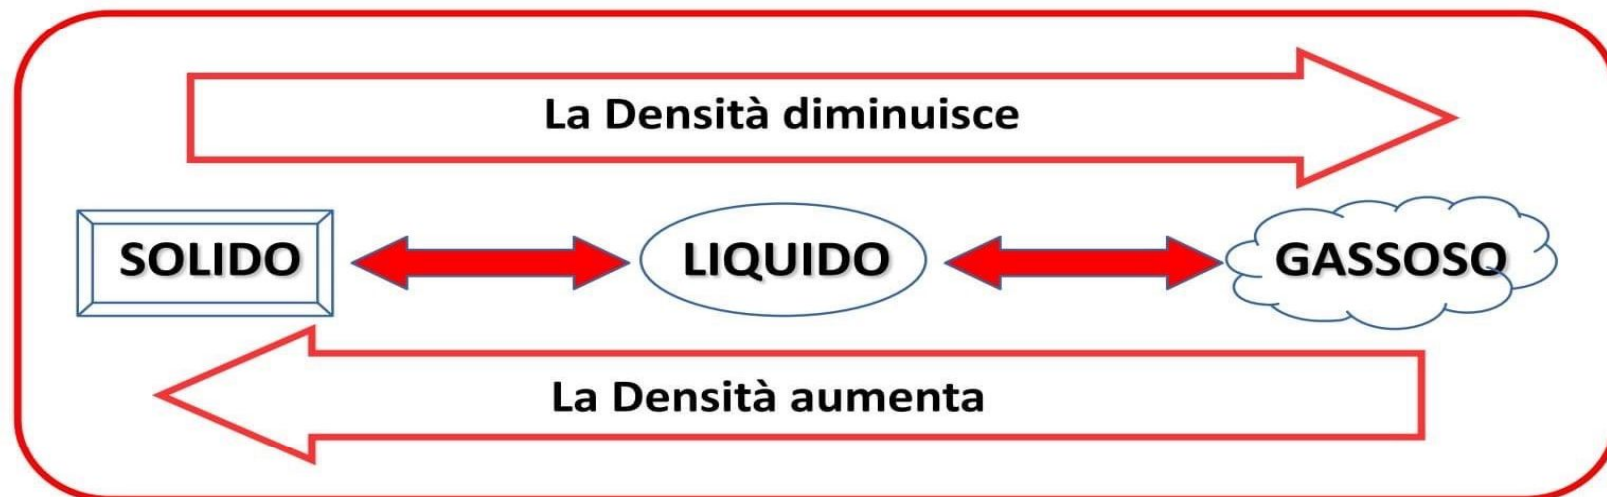 La Densità diminuisce
SOLIDO
LIQUIDO
GASSOSO
La Densità aumenta